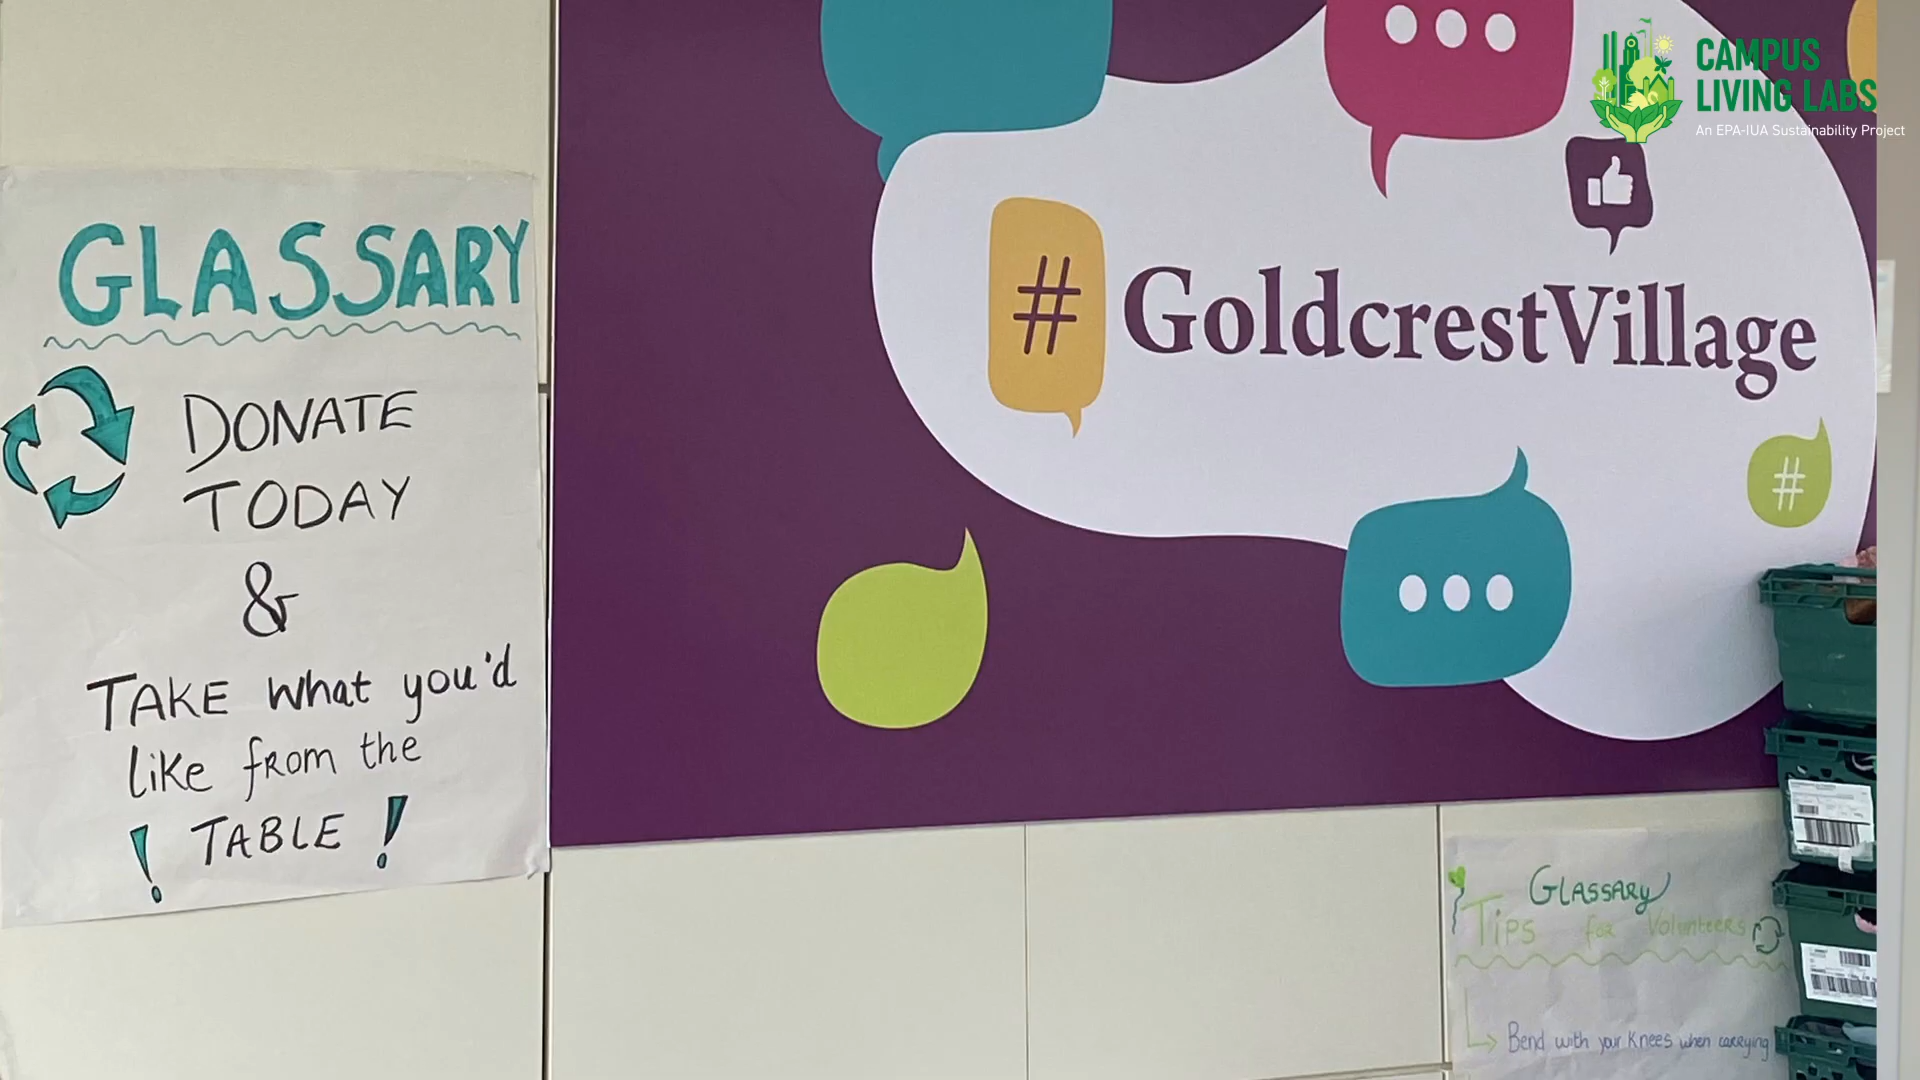 GLASSARY
DONATE
TODAY
&
TAKE what you'd
like from the
! TABLE !
# GoldcrestVillage
#
CAMPUS
LIVING LABS
An EPA-IUA Sustainability Project
GLASSARY
Tips for Volunteers
Bend with your knees when carrying